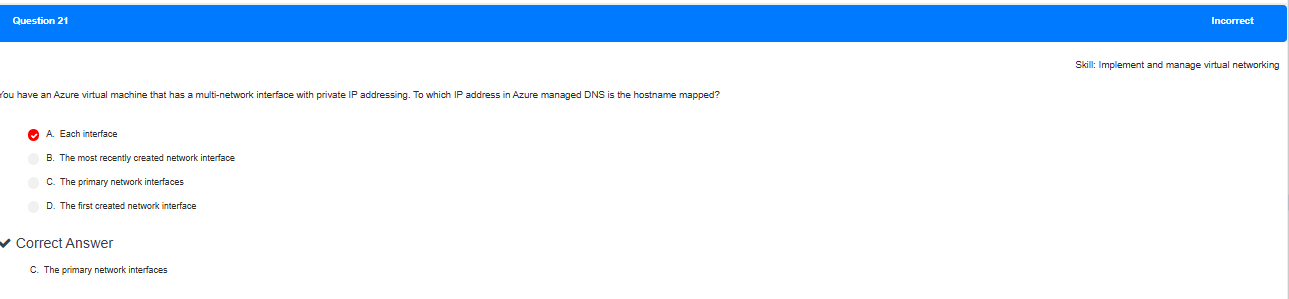 Question 21
Incorrect
Skill: Implement and manage virtual networking
You have an Azure virtual machine that has a multi-network interface with private IP addressing. To which IP address in Azure managed DNS is the hostname mapped?
A. Each interface
B. The most recently created network interface
C. The primary network interfaces
D. The first created network interface
Correct Answer
C. The primary network interfaces